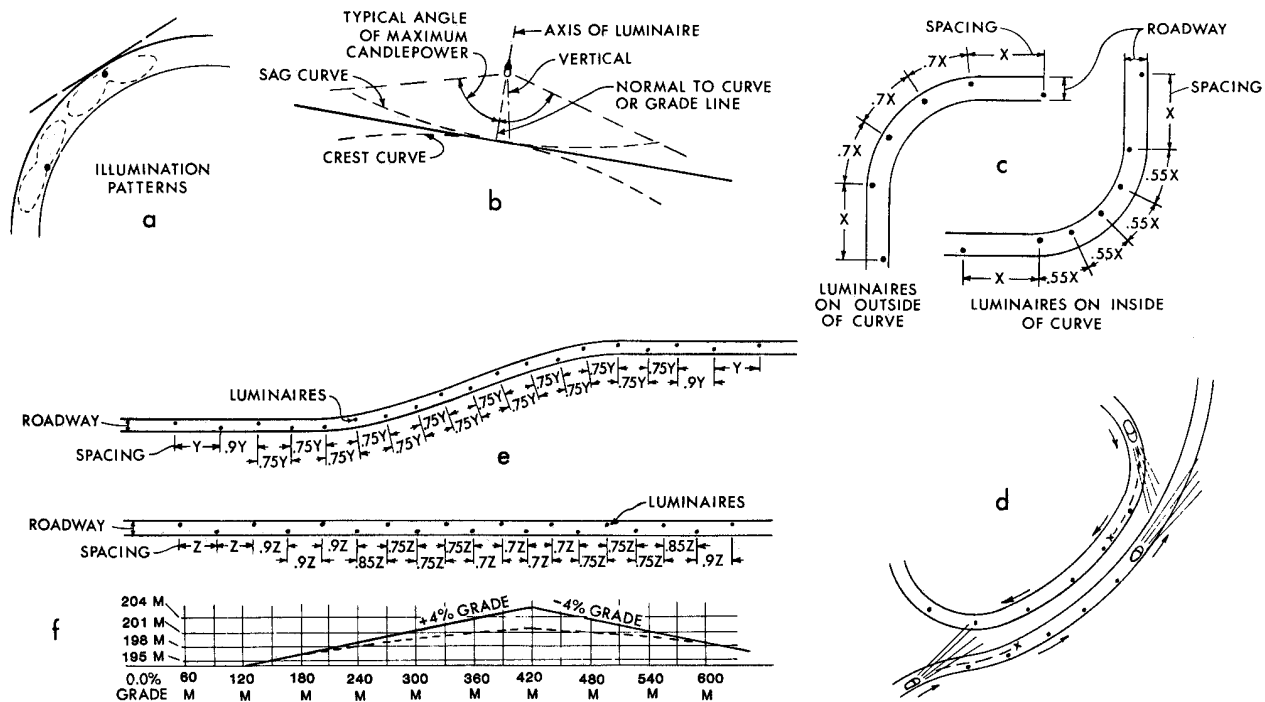 ILLUMINATION
PATTERNS
a
TYPICAL ANGLE
OF MAXIMUM
CANDLEPOWER
AXIS OF LUMINAIRE
VERTICAL
SAG CURVE
NORMAL TO CURVE
OR GRADE LINE
CREST CURVE
b
SPACING
ROADWAY
X
.7X
.7X
.7X
X
SPACING
X
c
.55X
.55X
.55X
.55X
X
LUMINAIRES
ON OUTSIDE
OF CURVE
LUMINAIRES ON INSIDE
OF CURVE
LUMINAIRES
ROADWAY
SPACING
Y .9Y .75Y .75Y .75Y .75Y .75Y .75Y .75Y .75Y .75Y .75Y .75Y .75Y .75Y .75Y .9Y Y
e
d
X
X
LUMINAIRES
ROADWAY
SPACING
Z Z .9Z .9Z .75Z .75Z .7Z .7Z .75Z .85Z
.9Z .85Z .75Z .7Z .7Z .75Z .75Z .9Z
f
204 M
201 M
198 M
195 M
+4% GRADE
-4% GRADE
0.0% 60 120 180 240 300 360 420 480 540 600
GRADE M M M M M M M M M M